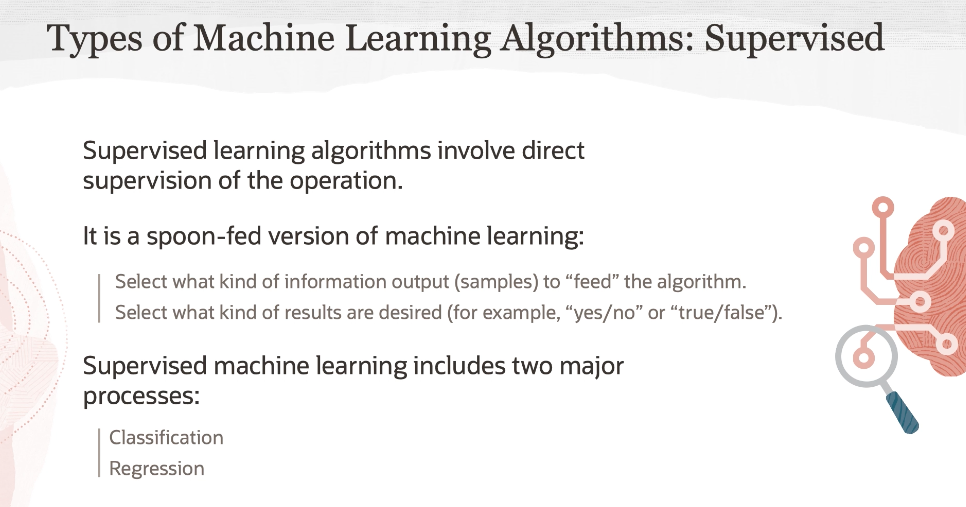 Types of Machine Learning Algorithms: Supervised
Supervised learning algorithms involve direct
supervision of the operation.
It is a spoon-fed version of machine learning:
Select what kind of information output (samples) to “feed” the algorithm.
Select what kind of results are desired (for example, “yes/no” or “true/false”).
Supervised machine learning includes two major
processes:
Classification
Regression